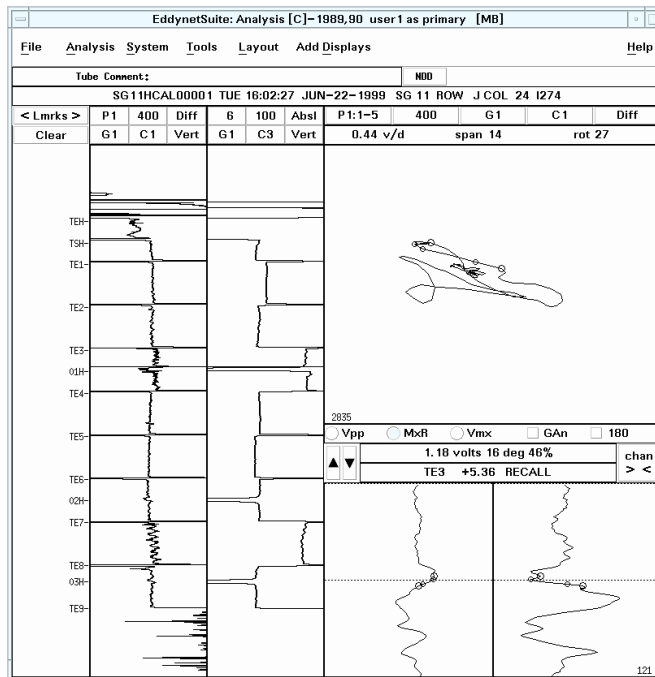 EddynetSuite: Analysis [C]-1989,90 user1 as primary [MB]
File Analysis System Tools Layout Add Displays Help
Tube Comment: NDD
SG11HCAL00001 TUE 16:02:27 JUN-22-1999 SG 11 ROW J COL 24 I274
< Lmrks > P1 400 Diff 6 100 Absl P1:1-5 400 G1 C1 Diff
Clear G1 C1 Vert G1 C3 Vert 0.44 v/d span 14 rot 27
TEH
TSH
TE1
TE2
TE3
01H
TE4
TE5
TE6
02H
TE7
TE8
03H
TE9
2835
Vpp MxR Vmx GAn 180
1.18 volts 16 deg 46% chan
TE3 +5.36 RECALL > <
121